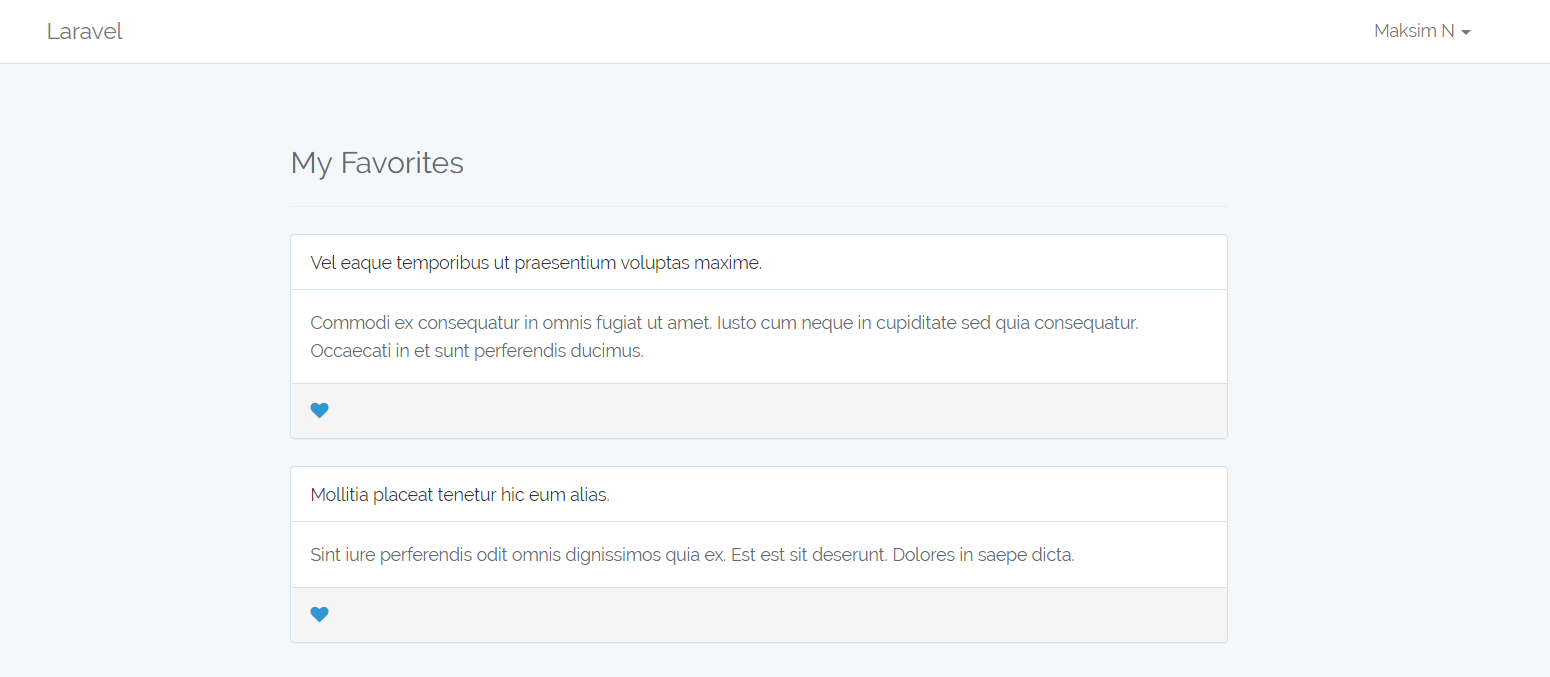 Laravel
Maksim N
My Favorites
Vel eaque temporibus ut praesentium voluptas maxime.
Commodi ex consequatur in omnis fugiat ut amet. Iusto cum neque in cupiditate sed quia consequatur.
Occaecati in et sunt perferendis ducimus.
Mollitia placeat tenetur hic eum alias.
Sint iure perferendis odit omnis dignissimos quia ex. Est est sit deserunt. Dolores in saepe dicta.